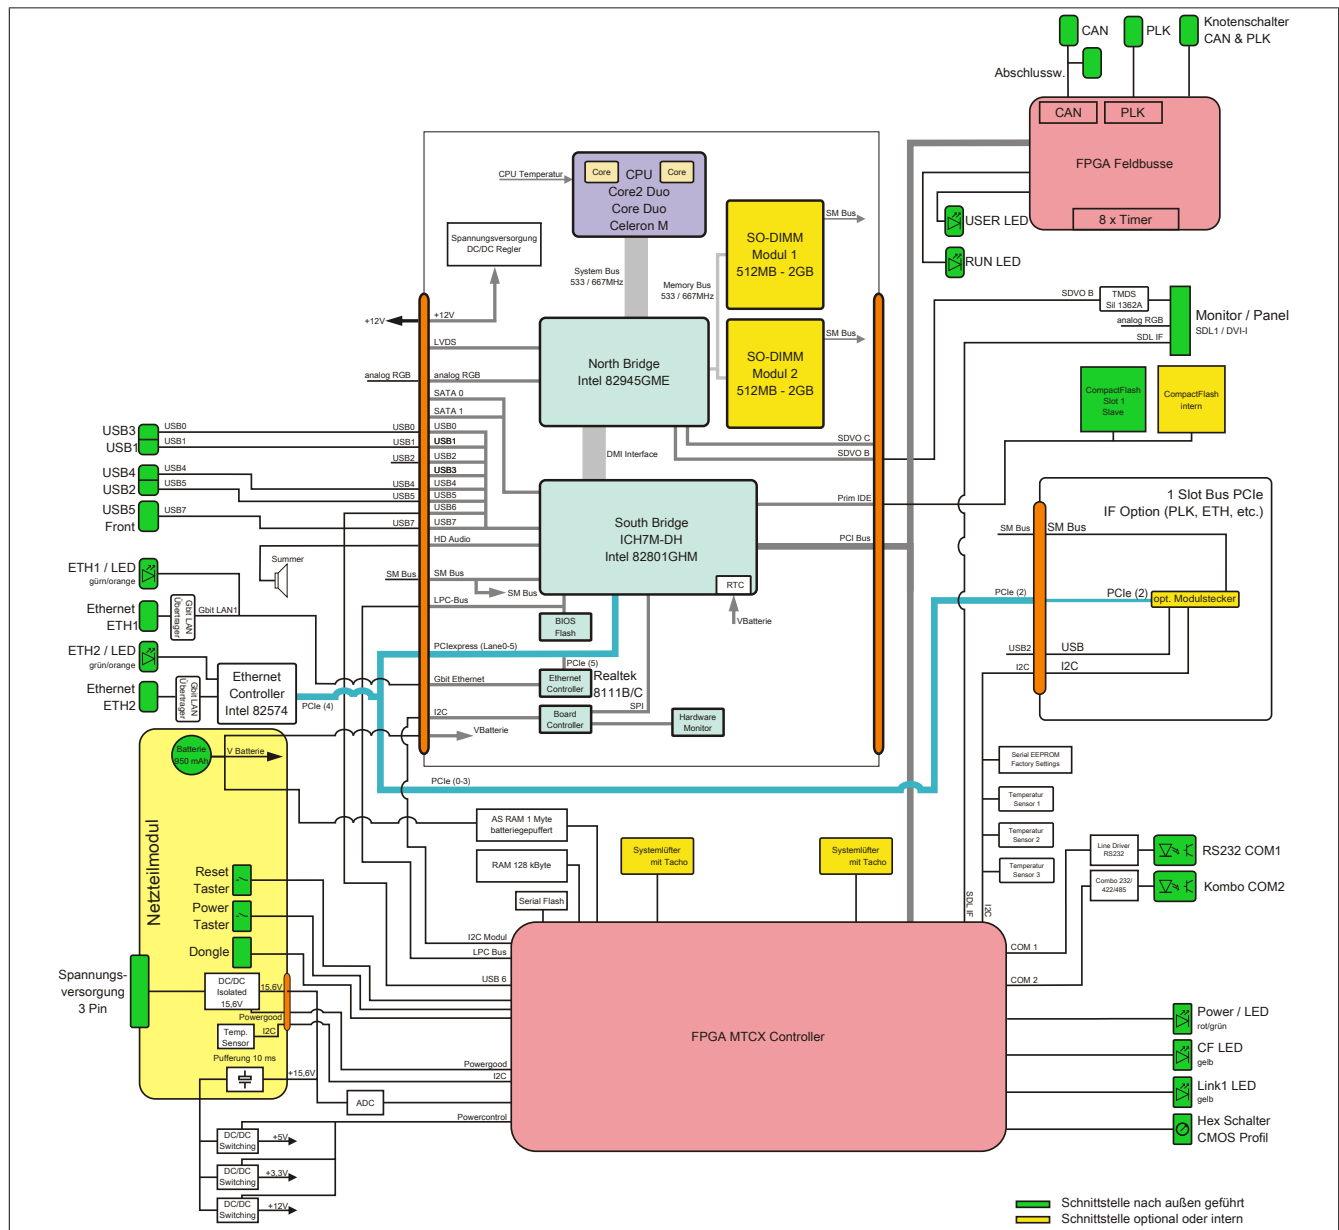 CAN
PLK
Knotenschalter
CAN & PLK
Abschlussw.
CAN
PLK
FPGA Feldbusse
8 x Timer
USER LED
RUN LED
CPU Temperatur
Core
CPU
Core
Core2 Duo
Core Duo
Celeron M
SM Bus
SO-DIMM
Modul 1
512MB - 2GB
Spannungsversorgung
DC/DC Regler
System Bus
533 / 667MHz
Memory Bus
533 / 667MHz
SDVO B
TMDS
Sil 1362A
Monitor / Panel
SDL1 / DVI-I
analog RGB
SDL IF
+12V
+12V
LVDS
North Bridge
Intel 82945GME
SM Bus
SO-DIMM
Modul 2
512MB - 2GB
analog RGB
analog RGB
SATA 0
SATA 1
CompactFlash
Slot 1
Slave
CompactFlash
intern
USB3
USB1
USB0
USB1
USB0
USB1
USB2
USB0
USB1
USB2
USB3
USB4
USB5
USB6
USB7
DMI Interface
SDVO C
SDVO B
USB4
USB2
USB4
USB5
USB4
USB5
USB5
Front
USB7
USB7
Prim IDE
PCI Bus
South Bridge
ICH7M-DH
Intel 82801GHM
RTC
1 Slot Bus PCIe
IF Option (PLK, ETH, etc.)
SM Bus
SM Bus
PCIe (2)
PCIe (2)
opt. Modulstecker
USB2
USB
I2C
I2C
HD Audio
Summer
SM Bus
SM Bus
SM Bus
LPC-Bus
BIOS
Flash
VBatterie
ETH1 / LED
gürn/orange
Ethernet
ETH1
Gbit LAN
Übertrager
Gbit LAN1
ETH2 / LED
grün/orange
Ethernet
ETH2
Gbit LAN
Übertrager
Ethernet
Controller
Intel 82574
PCIe (4)
PCIexpress (Lane0-5)
PCIe (5)
Gbit Ethernet
Ethernet
Controller
Realtek
8111B/C
SPI
I2C
Board
Controller
Hardware
Monitor
VBatterie
PCIe (0-3)
Netzteilmodul
Batterie
950 mAh
V Batterie
Serial EEPROM
Factory Settings
Temperatur
Sensor 1
Temperatur
Sensor 2
Temperatur
Sensor 3
AS RAM 1 Myte
batteriegepuffert
RAM 128 kByte
Serial Flash
Systemlüfter
mit Tacho
Systemlüfter
mit Tacho
Line Driver
RS232
RS232 COM1
Combo 232/
422/485
Kombo COM2
SDL IF
I2C
Reset
Taster
Power
Taster
Dongle
I2C Modul
LPC Bus
USB 6
COM 1
COM 2
Spannungs-
versorgung
3 Pin
DC/DC
Isolated
15,6V
15,6V
Powergood
Temp.
Sensor
I2C
Pufferung 10 ms
+15,6V
FPGA MTCX Controller
Powergood
I2C
ADC
Powercontrol
DC/DC
Switching
+5V
DC/DC
Switching
+3,3V
DC/DC
Switching
+12V
Power / LED
rot/grün
CF LED
gelb
Link1 LED
gelb
Hex Schalter
CMOS Profil
Schnittstelle nach außen geführt
Schnittstelle optional oder intern